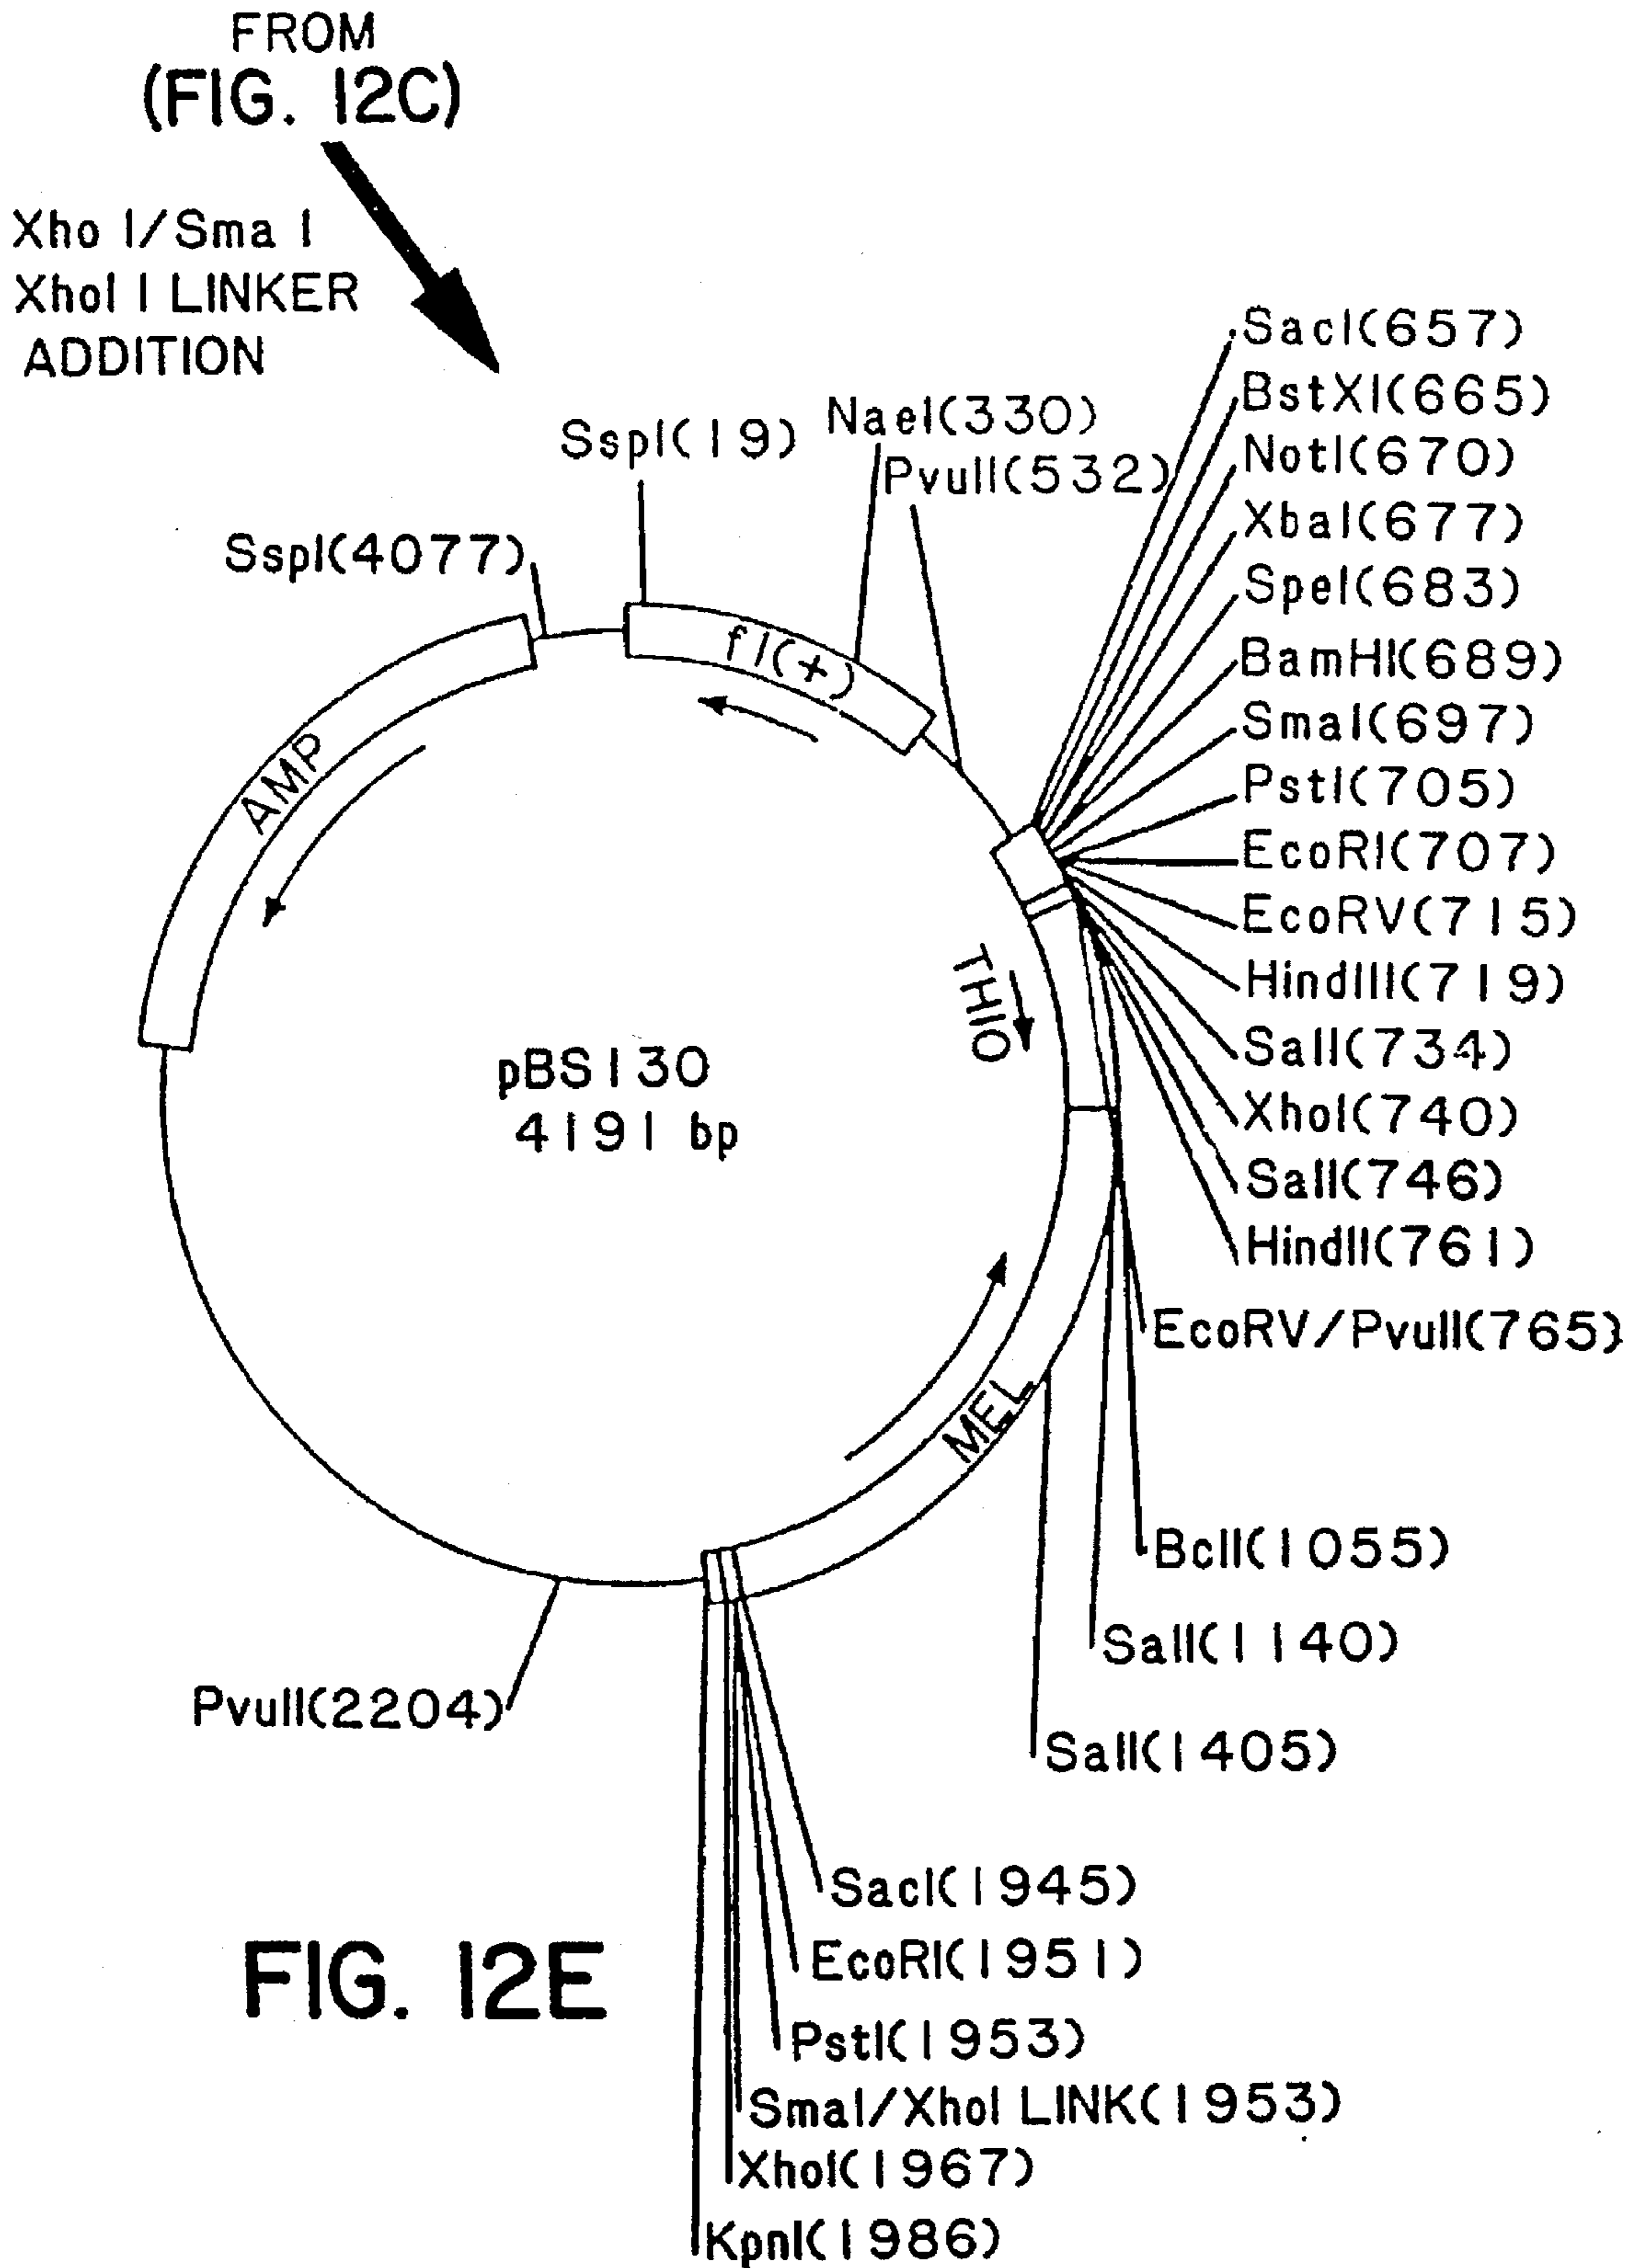 FROM
(FIG. 12C)
Xho I/Sma I
XhoI I LINKER
ADDITION
SspI(19)
NaeI(330)
PvuII(532)
SspI(4077)
SacI(657)
BstXI(665)
NotI(670)
XbaI(677)
SpeI(683)
BamHI(689)
SmaI(697)
PstI(705)
EcoRI(707)
EcoRV(715)
HindIII(719)
SalI(734)
XhoI(740)
SalI(746)
HindII(761)
EcoRV/PvuII(765)
f1(+)
AMP
THIO
pBS130
4191 bp
MEL
BclI(1055)
SalI(1140)
SalI(1405)
PvuII(2204)
SacI(1945)
EcoRI(1951)
PstI(1953)
SmaI/XhoI LINK(1953)
XhoI(1967)
KpnI(1986)
FIG. 12E